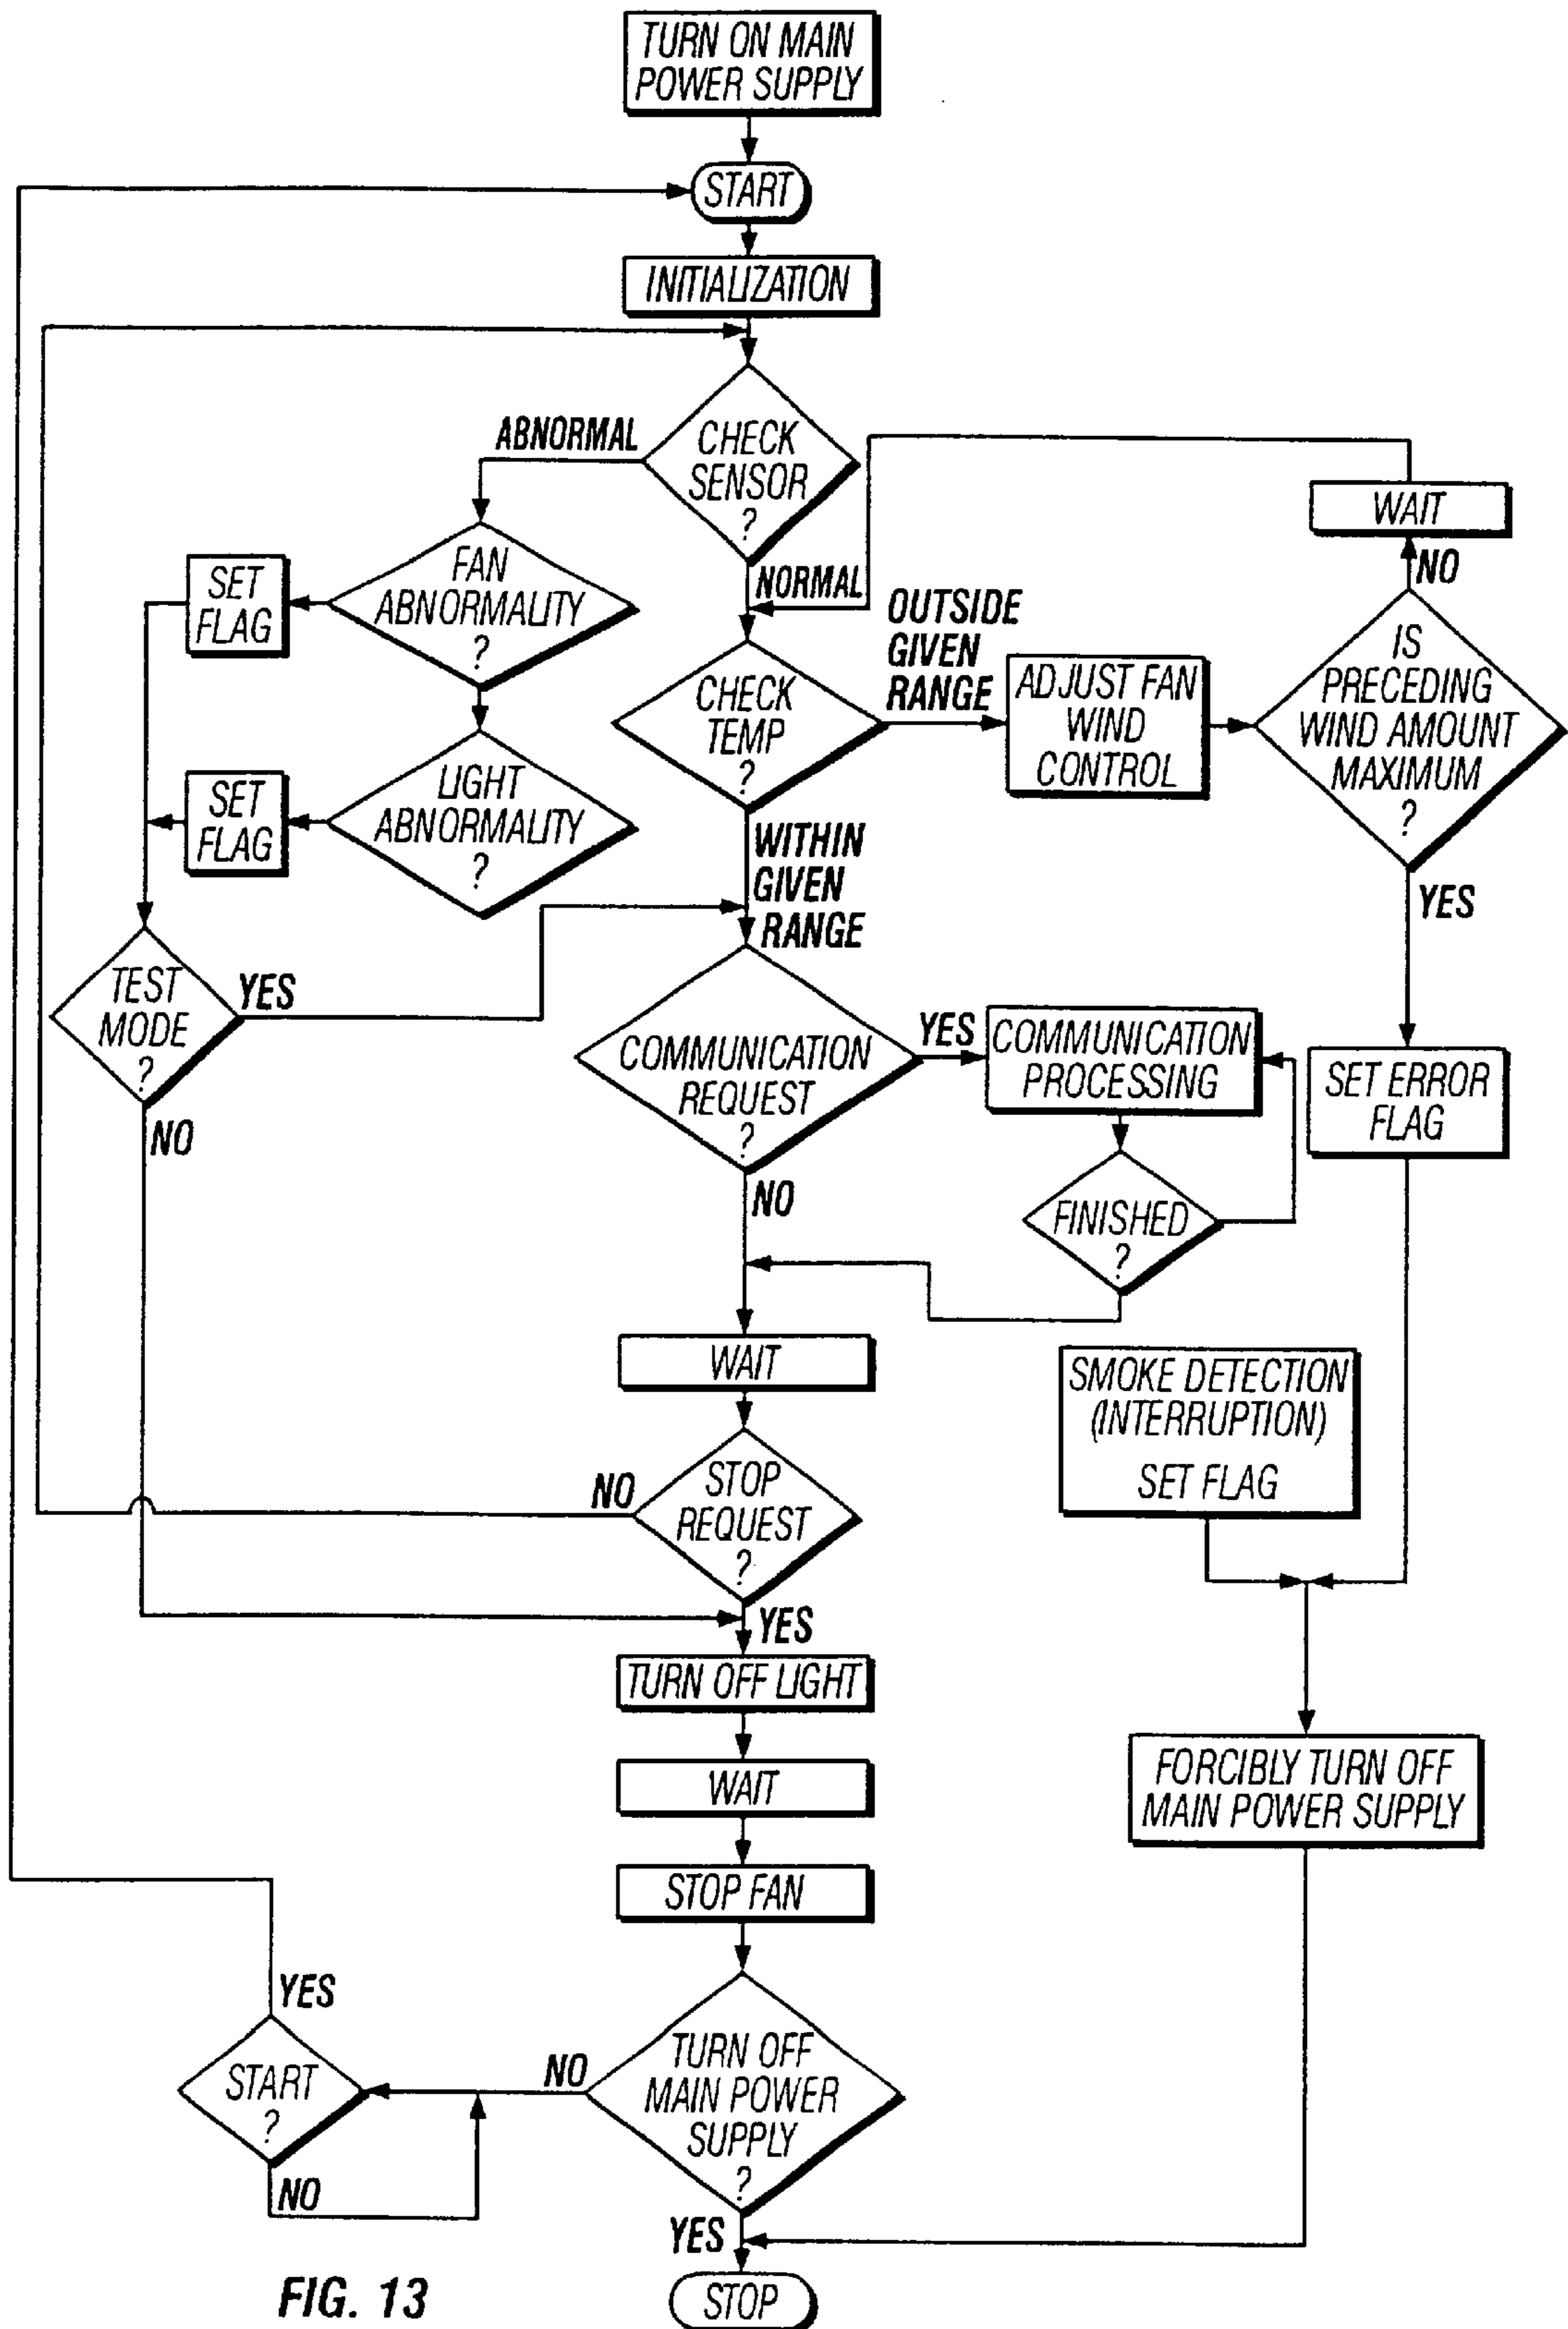 TURN ON MAIN
POWER SUPPLY
START
INITIALIZATION
CHECK
SENSOR
?
ABNORMAL
NORMAL
FAN
ABNORMALITY
?
SET
FLAG
LIGHT
ABNORMALITY
?
SET
FLAG
CHECK
TEMP
?
OUTSIDE
GIVEN
RANGE
ADJUST FAN
WIND
CONTROL
IS
PRECEDING
WIND AMOUNT
MAXIMUM
?
NO
WAIT
YES
SET ERROR
FLAG
WITHIN
GIVEN
RANGE
TEST
MODE
?
YES
NO
COMMUNICATION
REQUEST
?
YES
COMMUNICATION
PROCESSING
FINISHED
?
NO
WAIT
STOP
REQUEST
?
NO
YES
SMOKE DETECTION
(INTERRUPTION)
SET FLAG
FORCIBLY TURN OFF
MAIN POWER SUPPLY
TURN OFF LIGHT
WAIT
STOP FAN
TURN OFF
MAIN POWER
SUPPLY
?
NO
START
?
YES
NO
YES
STOP
FIG. 13